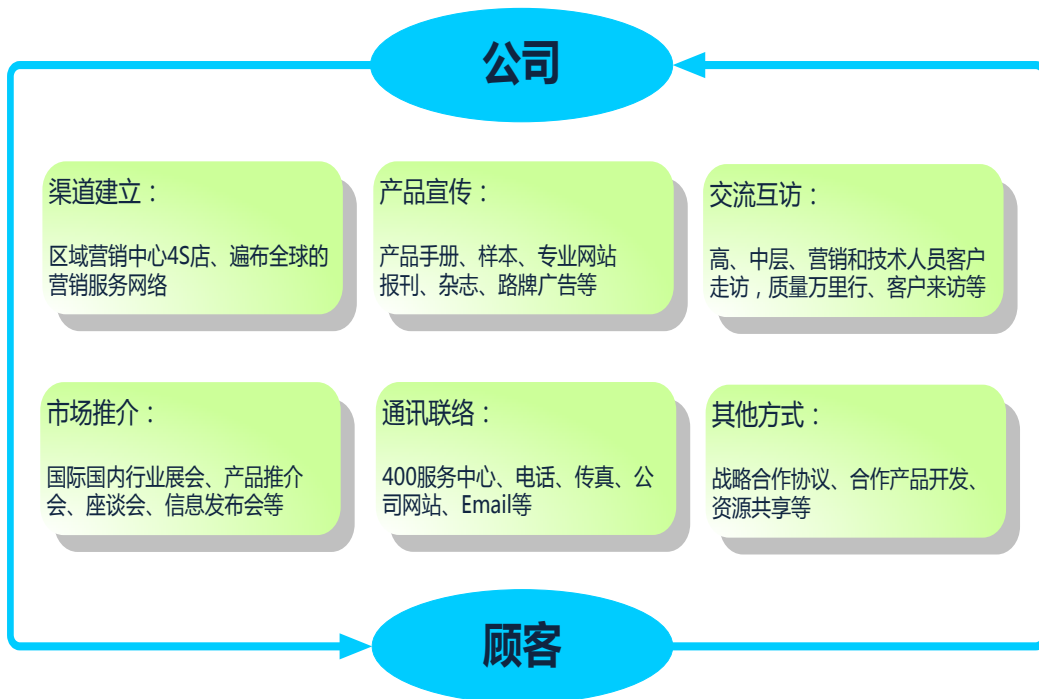 公司
渠道建立：
区域营销中心4S店、遍布全球的
营销服务网络
产品宣传：
产品手册、样本、专业网站
报刊、杂志、路牌广告等
交流互访：
高、中层、营销和技术人员客户
走访，质量万里行、客户来访等
市场推介：
国际国内行业展会、产品推介
会、座谈会、信息发布会等
通讯联络：
400服务中心、电话、传真、公
司网站、Email等
其他方式：
战略合作协议、合作产品开发、
资源共享等
顾客